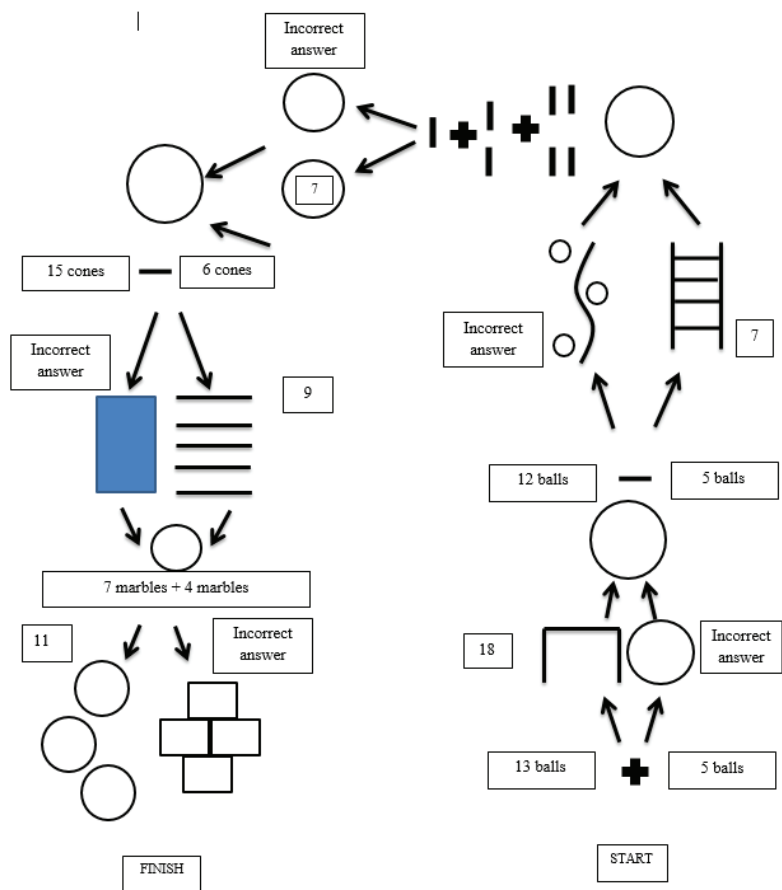 Incorrect
answer
7
15 cones
6 cones
Incorrect
answer
7
Incorrect
answer
9
12 balls
5 balls
7 marbles + 4 marbles
11
Incorrect
answer
18
Incorrect
answer
13 balls
5 balls
FINISH
START